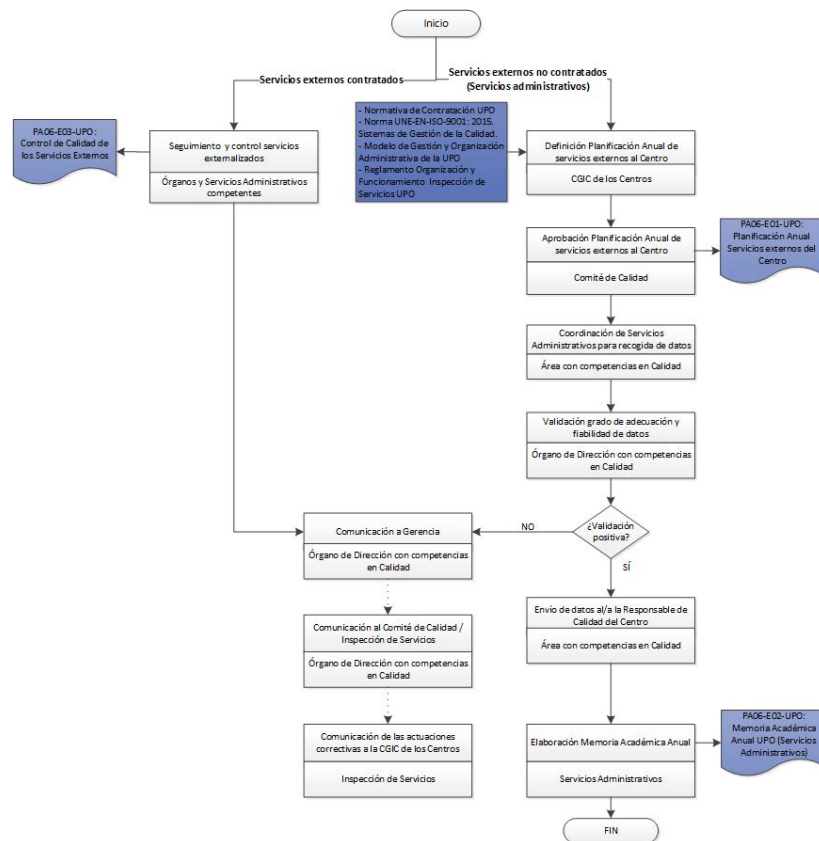 Inicio
Servicios externos contratados
Servicios externos no contratados
(Servicios administrativos)
PA06-E03-UPO:
Control de Calidad de
los Servicios Externos
Seguimiento y control servicios
externalizados
Órganos y Servicios Administrativos
competentes
- Normativa de Contratación UPO
- Norma UNE-EN-ISO-9001: 2015.
Sistemas de Gestión de la Calidad.
- Modelo de Gestión y Organización
Administrativa de la UPO
- Reglamento Organización y
Funcionamiento Inspección de
Servicios UPO
Definición Planificación Anual de
servicios externos al Centro
CGIC de los Centros
Aprobación Planificación Anual de
servicios externos al Centro
Comité de Calidad
PA06-E01-UPO:
Planificación Anual
Servicios externos del
Centro
Coordinación de Servicios
Administrativos para recogida de datos
Área con competencias en Calidad
Validación grado de adecuación y
fiabilidad de datos
Órgano de Dirección con competencias
en Calidad
¿Validación
positiva?
NO
SÍ
Comunicación a Gerencia
Órgano de Dirección con competencias
en Calidad
Comunicación al Comité de Calidad /
Inspección de Servicios
Órgano de Dirección con competencias
en Calidad
Comunicación de las actuaciones
correctivas a la CGIC de los Centros
Inspección de Servicios
Envío de datos al/a la Responsable de
Calidad del Centro
Área con competencias en Calidad
Elaboración Memoria Académica Anual
Servicios Administrativos
PA06-E02-UPO:
Memoria Académica
Anual UPO (Servicios
Administrativos)
FIN